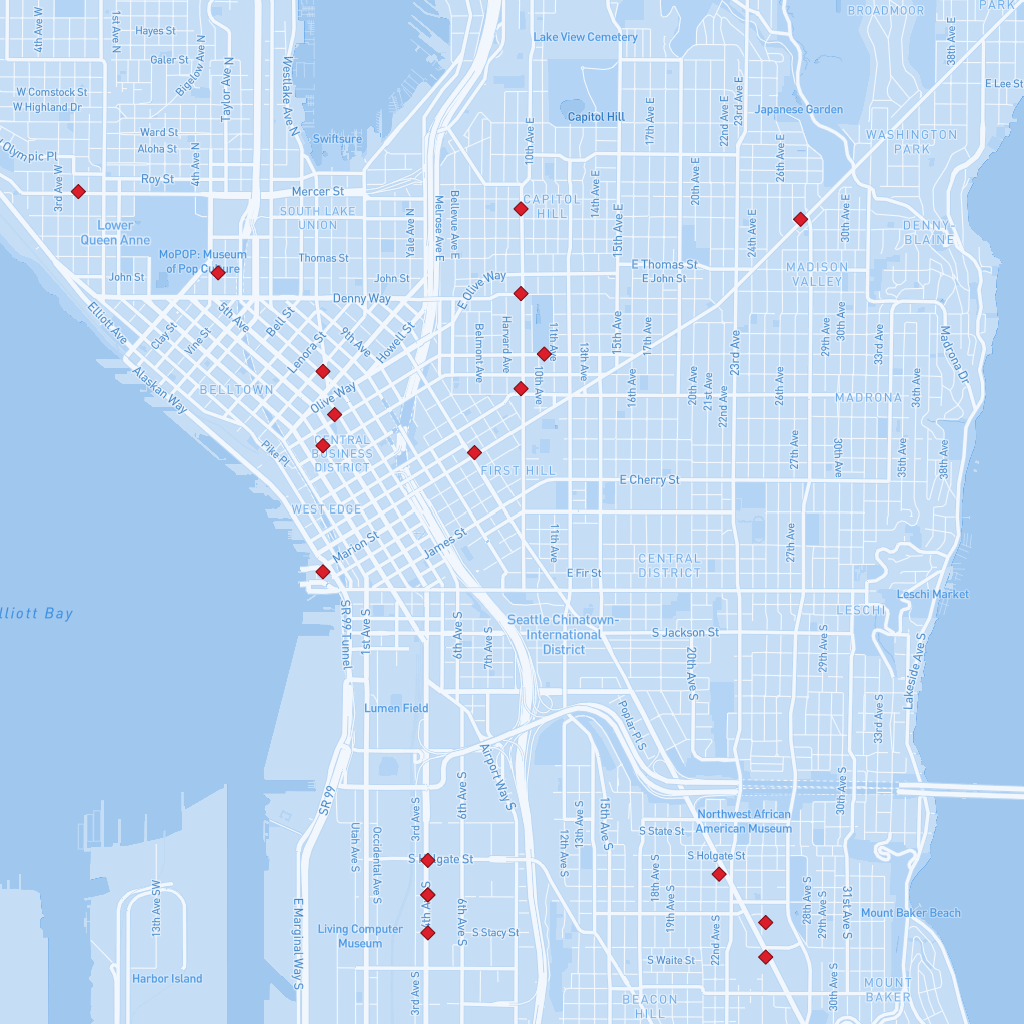 4th Ave W
1st Ave N
Hayes St
Galer St
Bigelow Ave N
Taylor Ave N
Westlake Ave N
Lake View Cemetery
BROADMOOR
PARK
38th Ave E
E Lee St
W Comstock St
W Highland Dr
Ward St
Aloha St
Swiftsure
Capitol Hill
10th Ave E
17th Ave E
22nd Ave E
23rd Ave E
Japanese Garden
WASHINGTON
PARK
Olympic Pl
3rd Ave W
Roy St
4th Ave N
Mercer St
SOUTH LAKE
UNION
Yale Ave N
Melrose Ave E
Bellevue Ave E
CAPITOL
HILL
14th Ave E
15th Ave E
20th Ave E
26th Ave E
24th Ave E
30th Ave E
DENNY
BLAINE
Lower
Queen Anne
MoPOP: Museum
of Pop Culture
John St
Thomas St
John St
Denny Way
E Olive Way
E Thomas St
E John St
MADISON
VALLEY
Elliott Ave
Clay St
Vine St
5th Ave
Bell St
Lenora St
9th Ave
Howell St
Belmont Ave
Harvard Ave
11th Ave
10th Ave
13th Ave
15th Ave
17th Ave
16th Ave
20th Ave
21st Ave
22nd Ave
23rd Ave
26th Ave
29th Ave
30th Ave
33rd Ave
Madrona Dr
Alaskan Way
BELLTOWN
Olive Way
MADRONA
Pike Pl
CENTRAL
BUSINESS
DISTRICT
FIRST HILL
E Cherry St
27th Ave
30th Ave
35th Ave
38th Ave
WEST EDGE
Marion St
James St
11th Ave
27th Ave
E Fir St
CENTRAL
DISTRICT
Leschi Market
LESCHI
lliott Bay
SR 99 Tunnel
1st Ave S
6th Ave S
7th Ave S
Seattle Chinatown-
International
District
S Jackson St
20th Ave S
29th Ave S
33rd Ave S
Lakeside Ave S
Lumen Field
Poplar Pl S
Airport Way S
SR 99
Utah Ave S
Occidental Ave S
3rd Ave S
6th Ave S
12th Ave S
13th Ave S
15th Ave S
Northwest African
American Museum
S State St
30th Ave S
S Holgate St
S Holgate St
18th Ave S
19th Ave S
22nd Ave S
28th Ave S
29th Ave S
31st Ave S
Mount Baker Beach
13th Ave SW
E Marginal Way S
Living Computer
Museum
4th Ave S
6th Ave S
S Stacy St
S Waite St
Harbor Island
3rd Ave S
BEACON
HILL
30th Ave S
MOUNT
BAKER